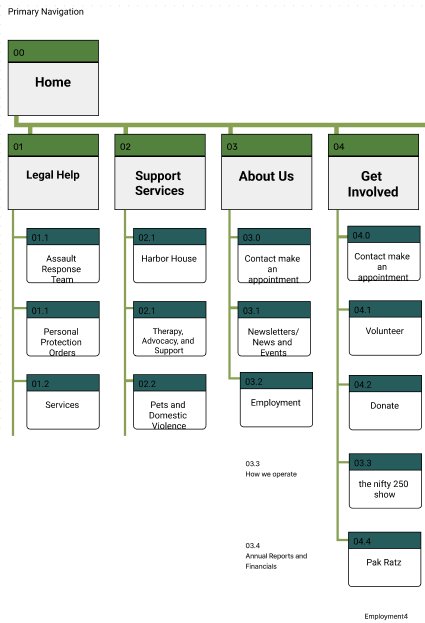 Primary Navigation
00
Home
01
Legal Help
02
Support
Services
03
About Us
04
Get
Involved
01.1
Assault
Response
Team
01.1
Personal
Protection
Orders
01.2
Services
02.1
Harbor House
02.1
Therapy,
Advocacy, and
Support
02.2
Pets and
Domestic
Violence
03.0
Contact make
an
appointment
03.1
Newsletters/
News and
Events
03.2
Employment
03.3
How we operate
03.4
Annual Reports and
Financials
04.0
Contact make
an
appointment
04.1
Volunteer
04.2
Donate
03.3
the nifty 250
show
04.4
Pak Ratz
Employment4